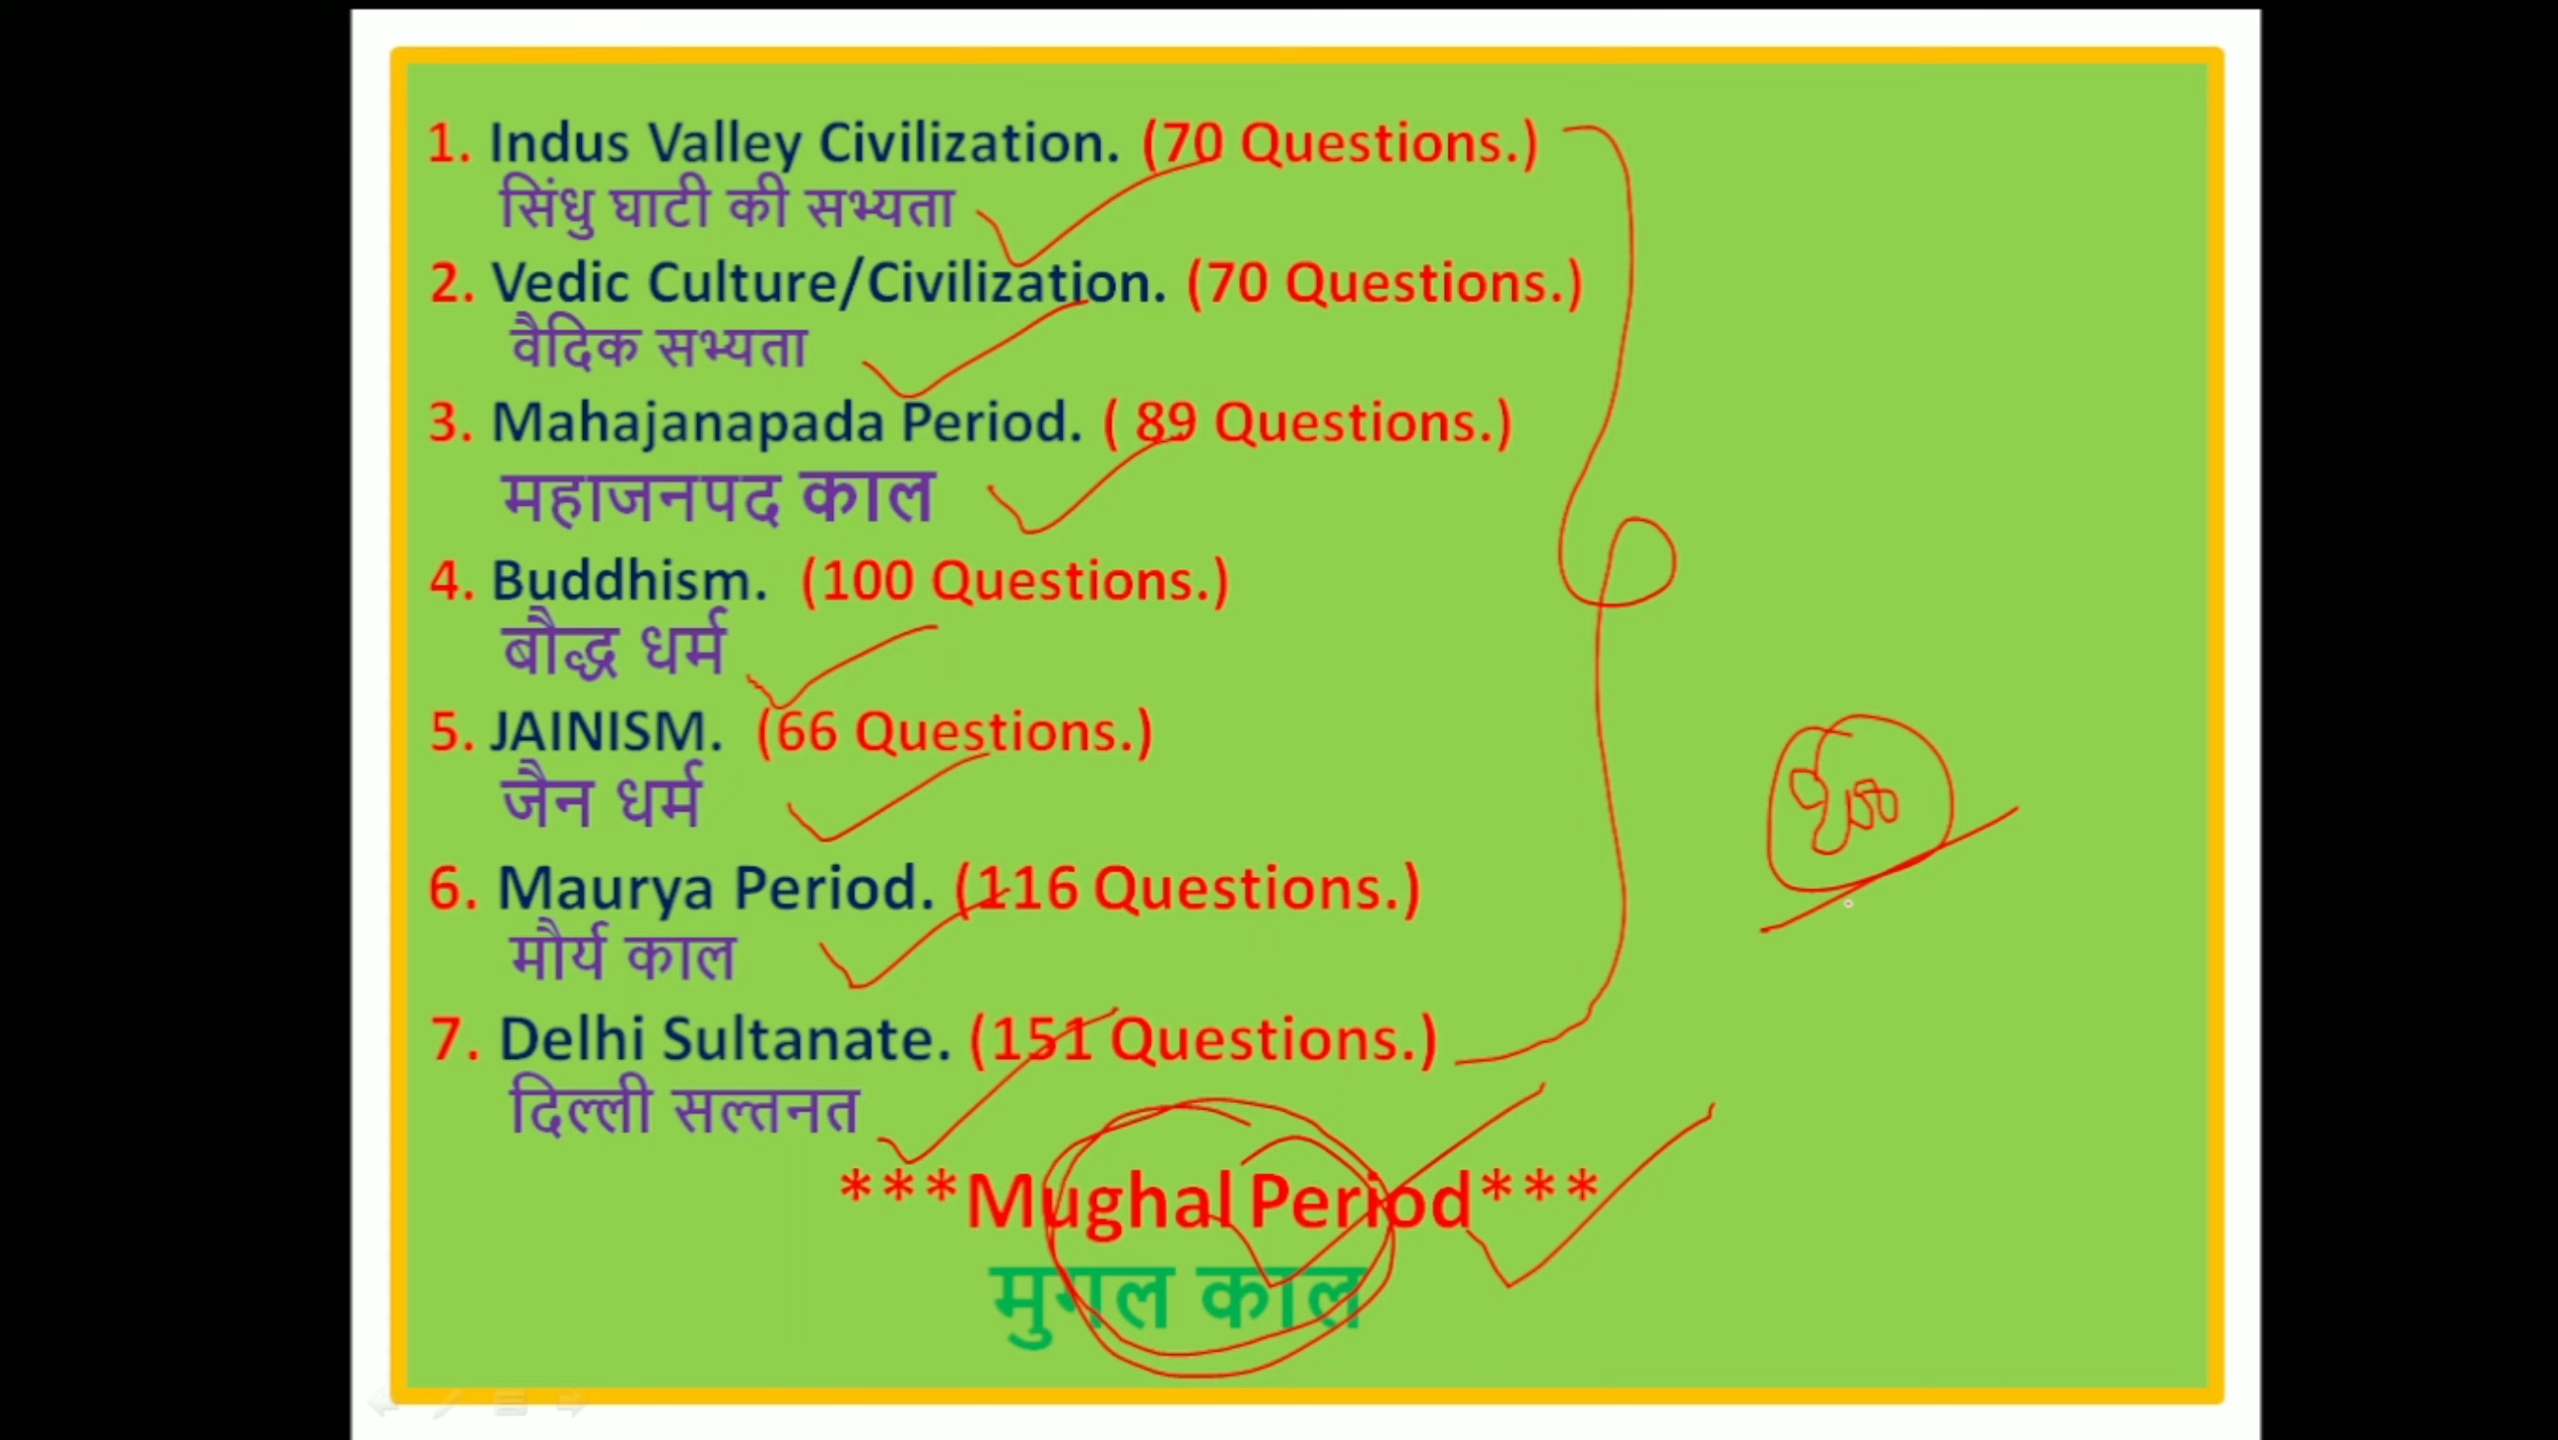 1. Indus Valley Civilization. (70 Questions.)
सिंधु घाटी की सभ्यता
2. Vedic Culture/Civilization. (70 Questions.)
वैदिक सभ्यता
3. Mahajanapada Period. ( 89 Questions.)
महाजनपद काल
4. Buddhism. (100 Questions.)
बौद्ध धर्म
5. JAINISM. (66 Questions.)
जैन धर्म
6. Maurya Period. (116 Questions.)
मौर्य काल
7. Delhi Sultanate. (151 Questions.)
दिल्ली सल्तनत
***Mughal Period***
मुगल काल